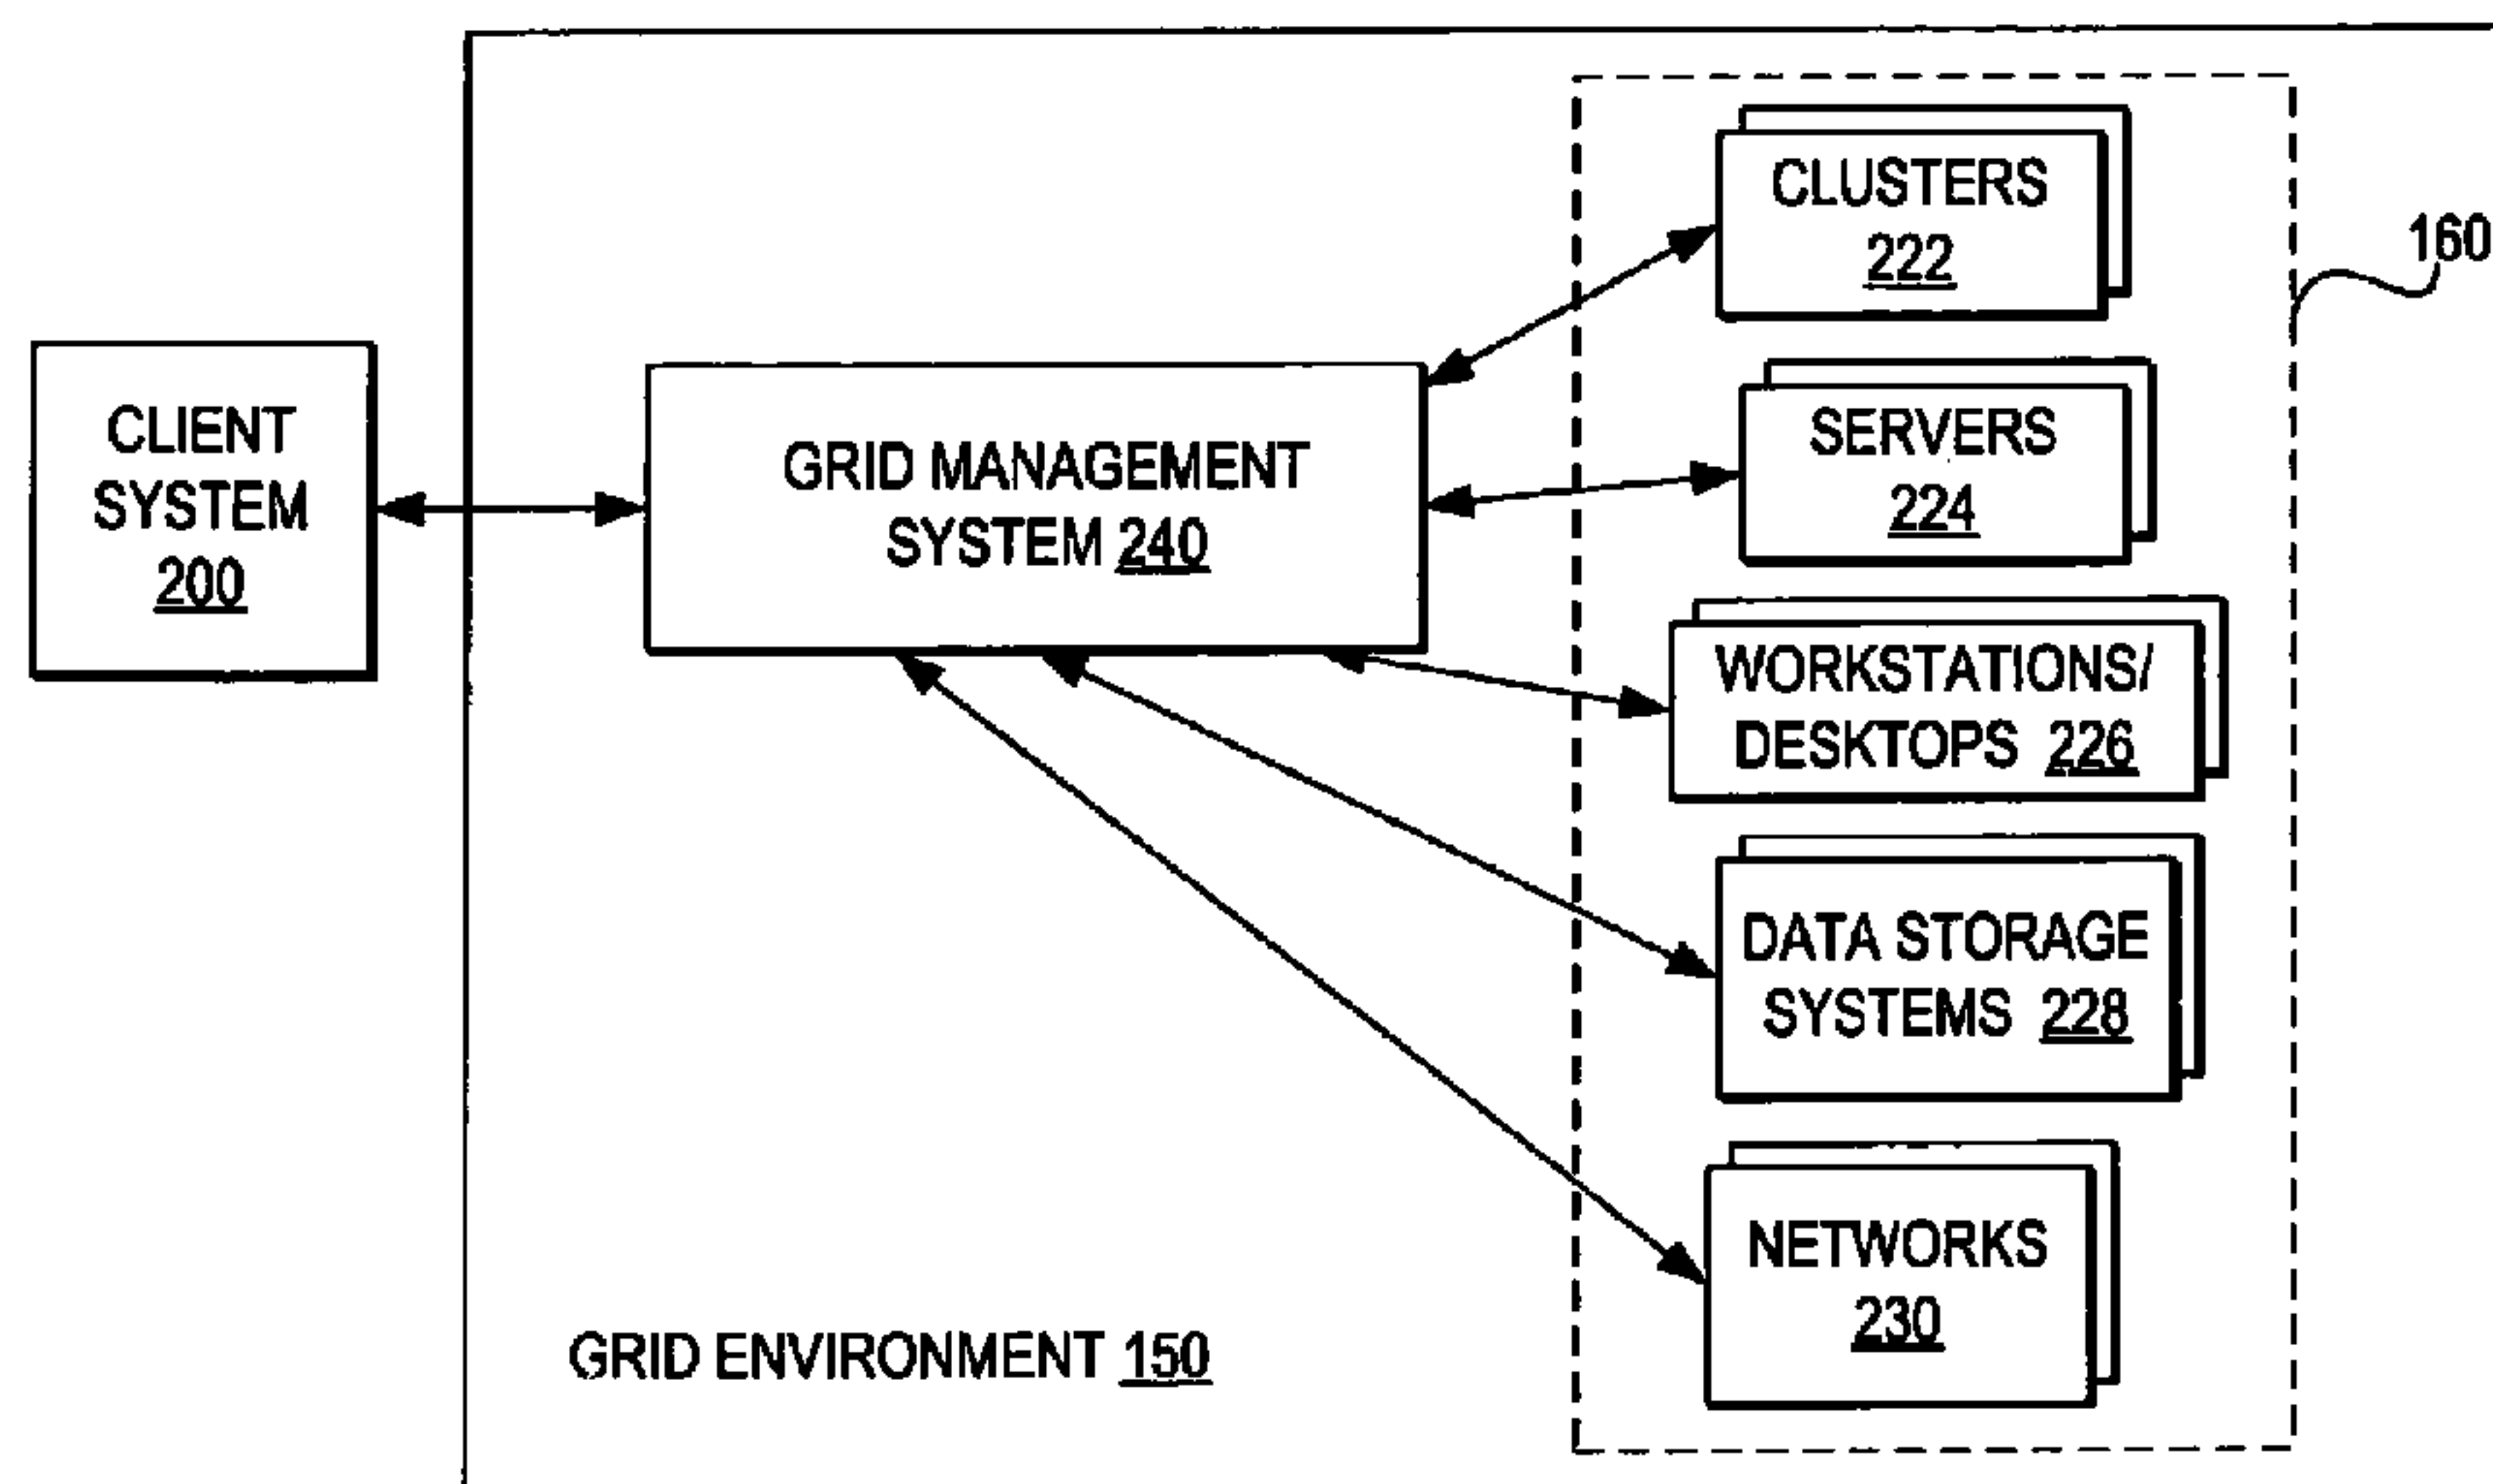 CLIENT
SYSTEM
200
GRID MANAGEMENT
SYSTEM 240
CLUSTERS
222
160
SERVERS
224
WORKSTATIONS/
DESKTOPS 226
DATA STORAGE
SYSTEMS 228
NETWORKS
230
GRID ENVIRONMENT 150